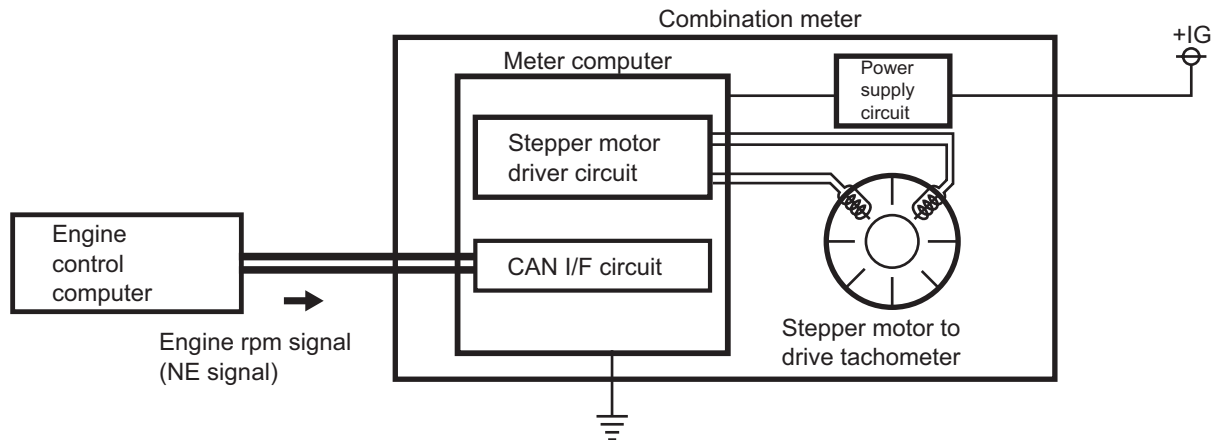 Combination meter
+IG
Meter computer
Power
supply
circuit
Stepper motor
driver circuit
Engine
control
computer
CAN I/F circuit
Engine rpm signal
(NE signal)
Stepper motor to
drive tachometer